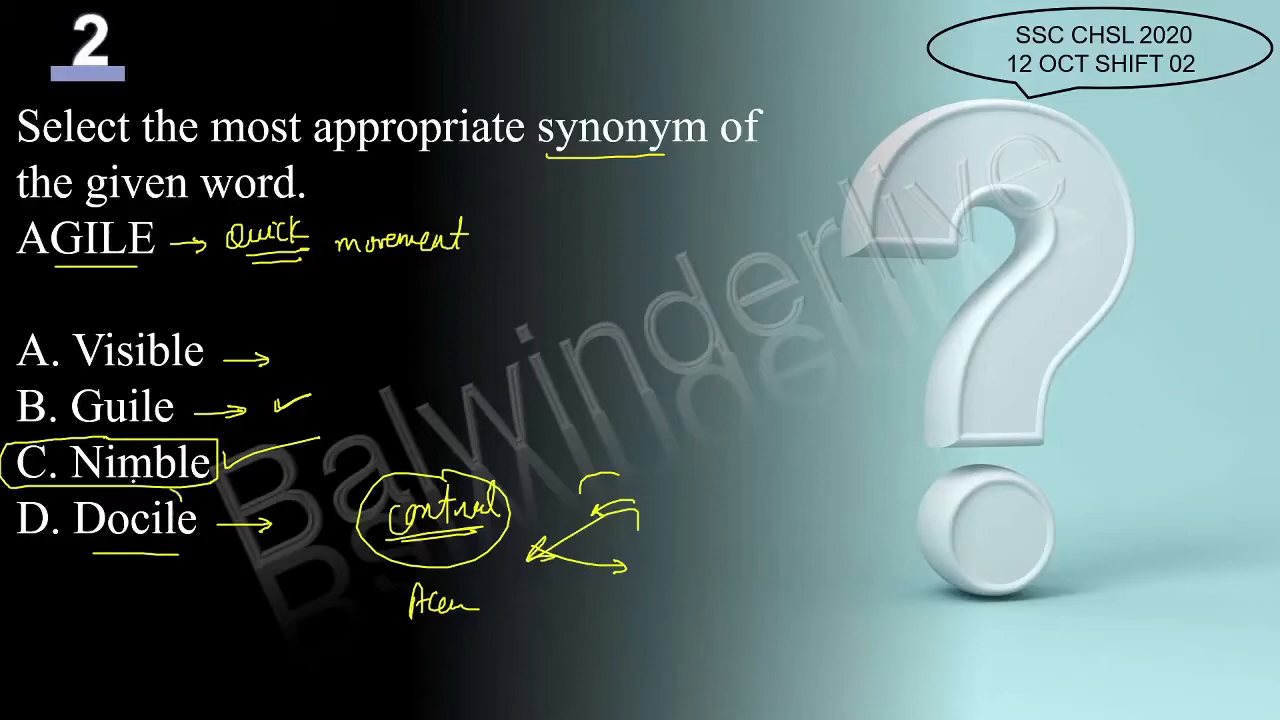 2
SSC CHSL 2020
12 OCT SHIFT 02
Select the most appropriate synonym of
the given word.
AGILE → Quick movement
A. Visible →
B. Guile → ✓
C. Nimble
D. Docile →
control
Balwinderlive